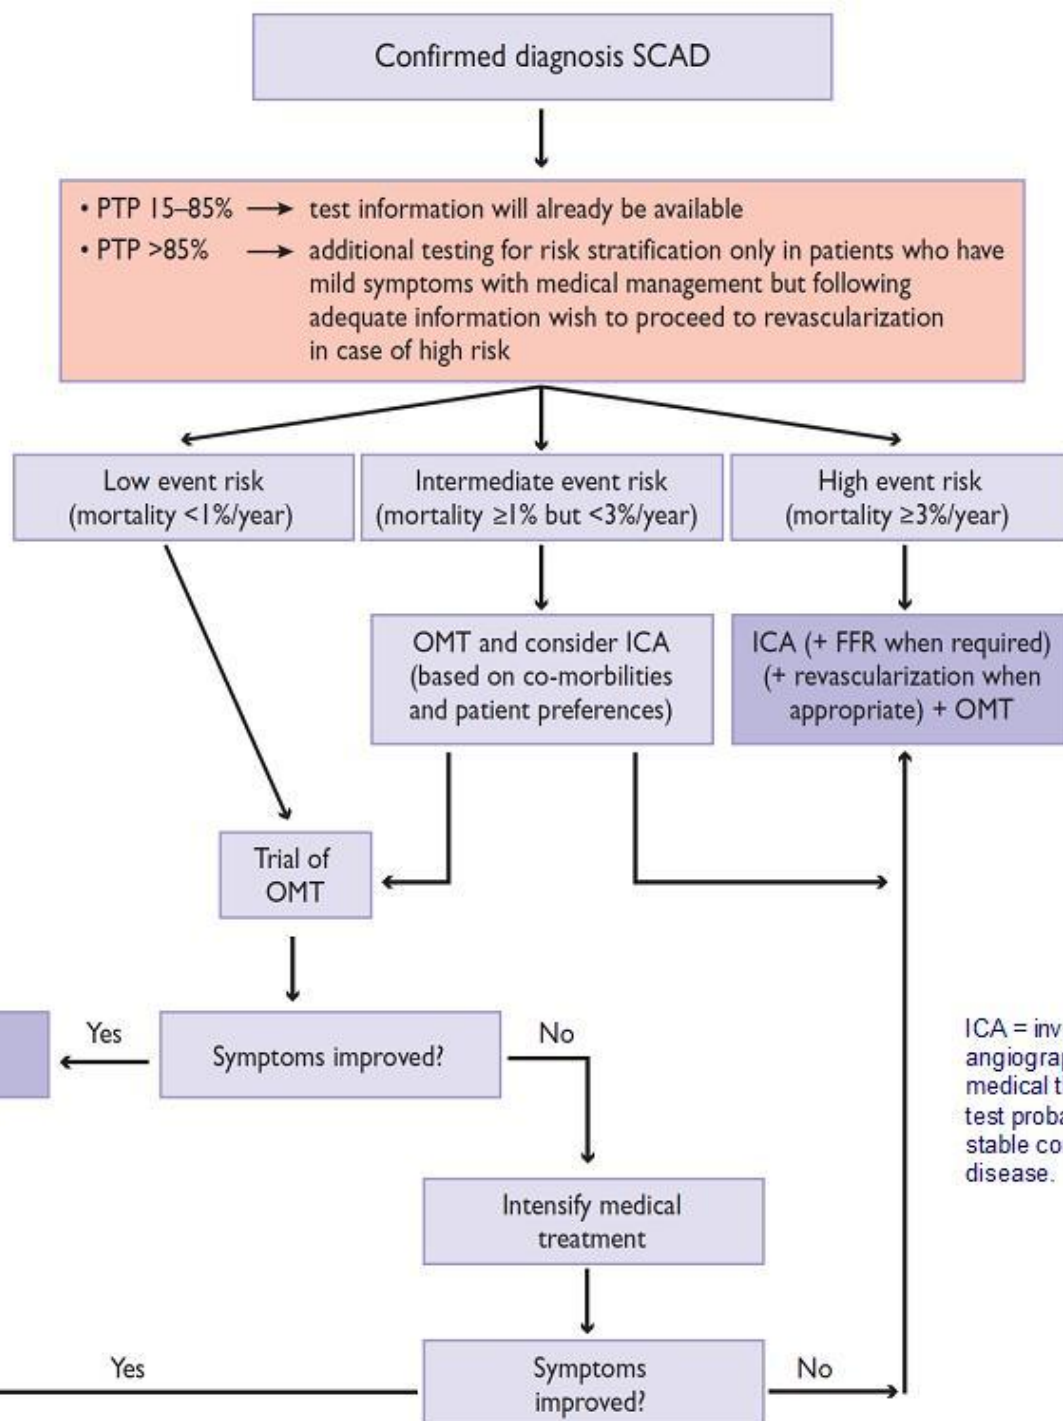 Confirmed diagnosis SCAD
• PTP 15–85% → test information will already be available
• PTP >85% → additional testing for risk stratification only in patients who have
mild symptoms with medical management but following
adequate information wish to proceed to revascularization
in case of high risk
Low event risk
(mortality <1%/year)
Intermediate event risk
(mortality ≥1% but <3%/year)
High event risk
(mortality ≥3%/year)
OMT and consider ICA
(based on co-morbilities
and patient preferences)
ICA (+ FFR when required)
(+ revascularization when
appropriate) + OMT
Trial of
OMT
Yes
Symptoms improved?
No
ICA = inv
angiograp
medical t
test proba
stable co
disease.
Intensify medical
treatment
Yes
Symptoms
improved?
No